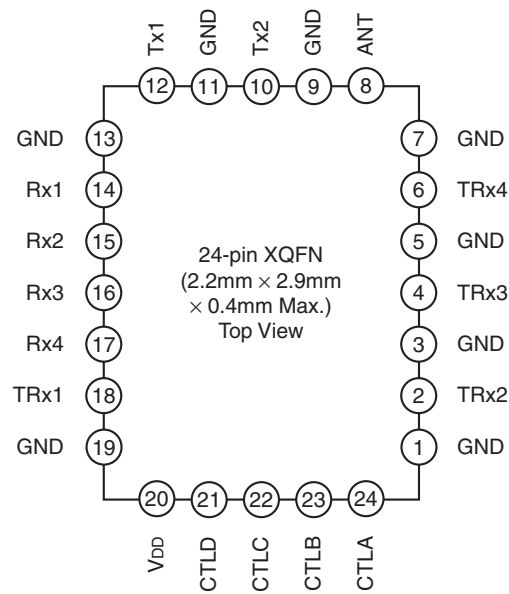 Tx1 GND Tx2 GND ANT
12 11 10 9 8
GND 13 7 GND
Rx1 14 6 TRx4
Rx2 15 5 GND
24-pin XQFN
(2.2mm × 2.9mm
× 0.4mm Max.)
Top View
Rx3 16 4 TRx3
Rx4 17 3 GND
TRx1 18 2 TRx2
GND 19 1 GND
20 21 22 23 24
VDD CTLD CTLC CTLB CTLA